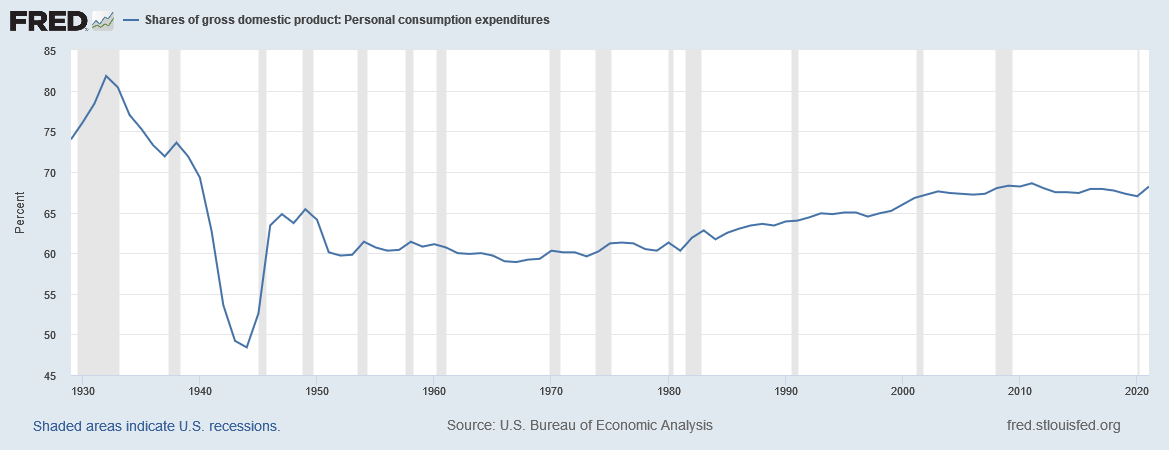 FRED
Shares of gross domestic product: Personal consumption expenditures
85
80
75
70
65
60
55
50
45
Percent
1930 1940 1950 1960 1970 1980 1990 2000 2010 2020
Shaded areas indicate U.S. recessions.
Source: U.S. Bureau of Economic Analysis
fred.stlouisfed.org